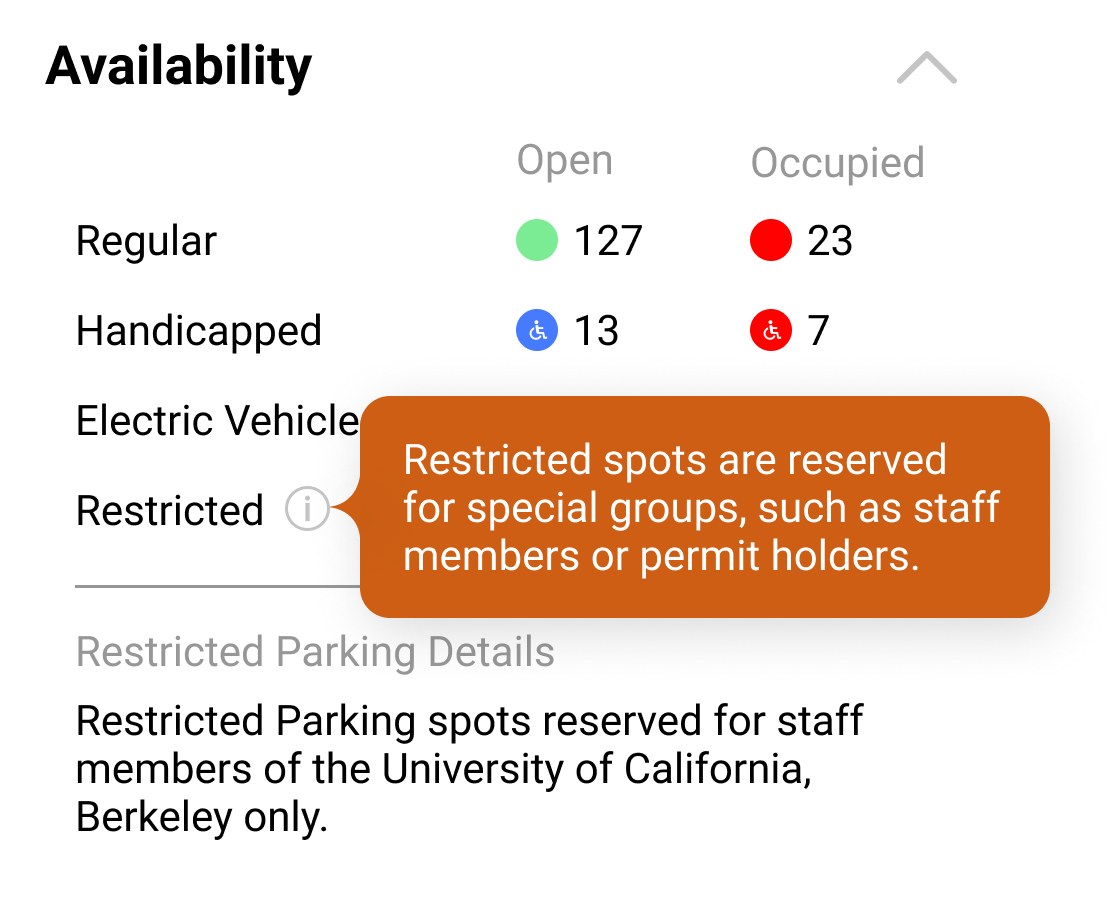 Availability
Open Occupied
Regular 127 23
Handicapped 13 7
Electric Vehicle
Restricted i
Restricted spots are reserved
for special groups, such as staff
members or permit holders.
Restricted Parking Details
Restricted Parking spots reserved for staff
members of the University of California,
Berkeley only.